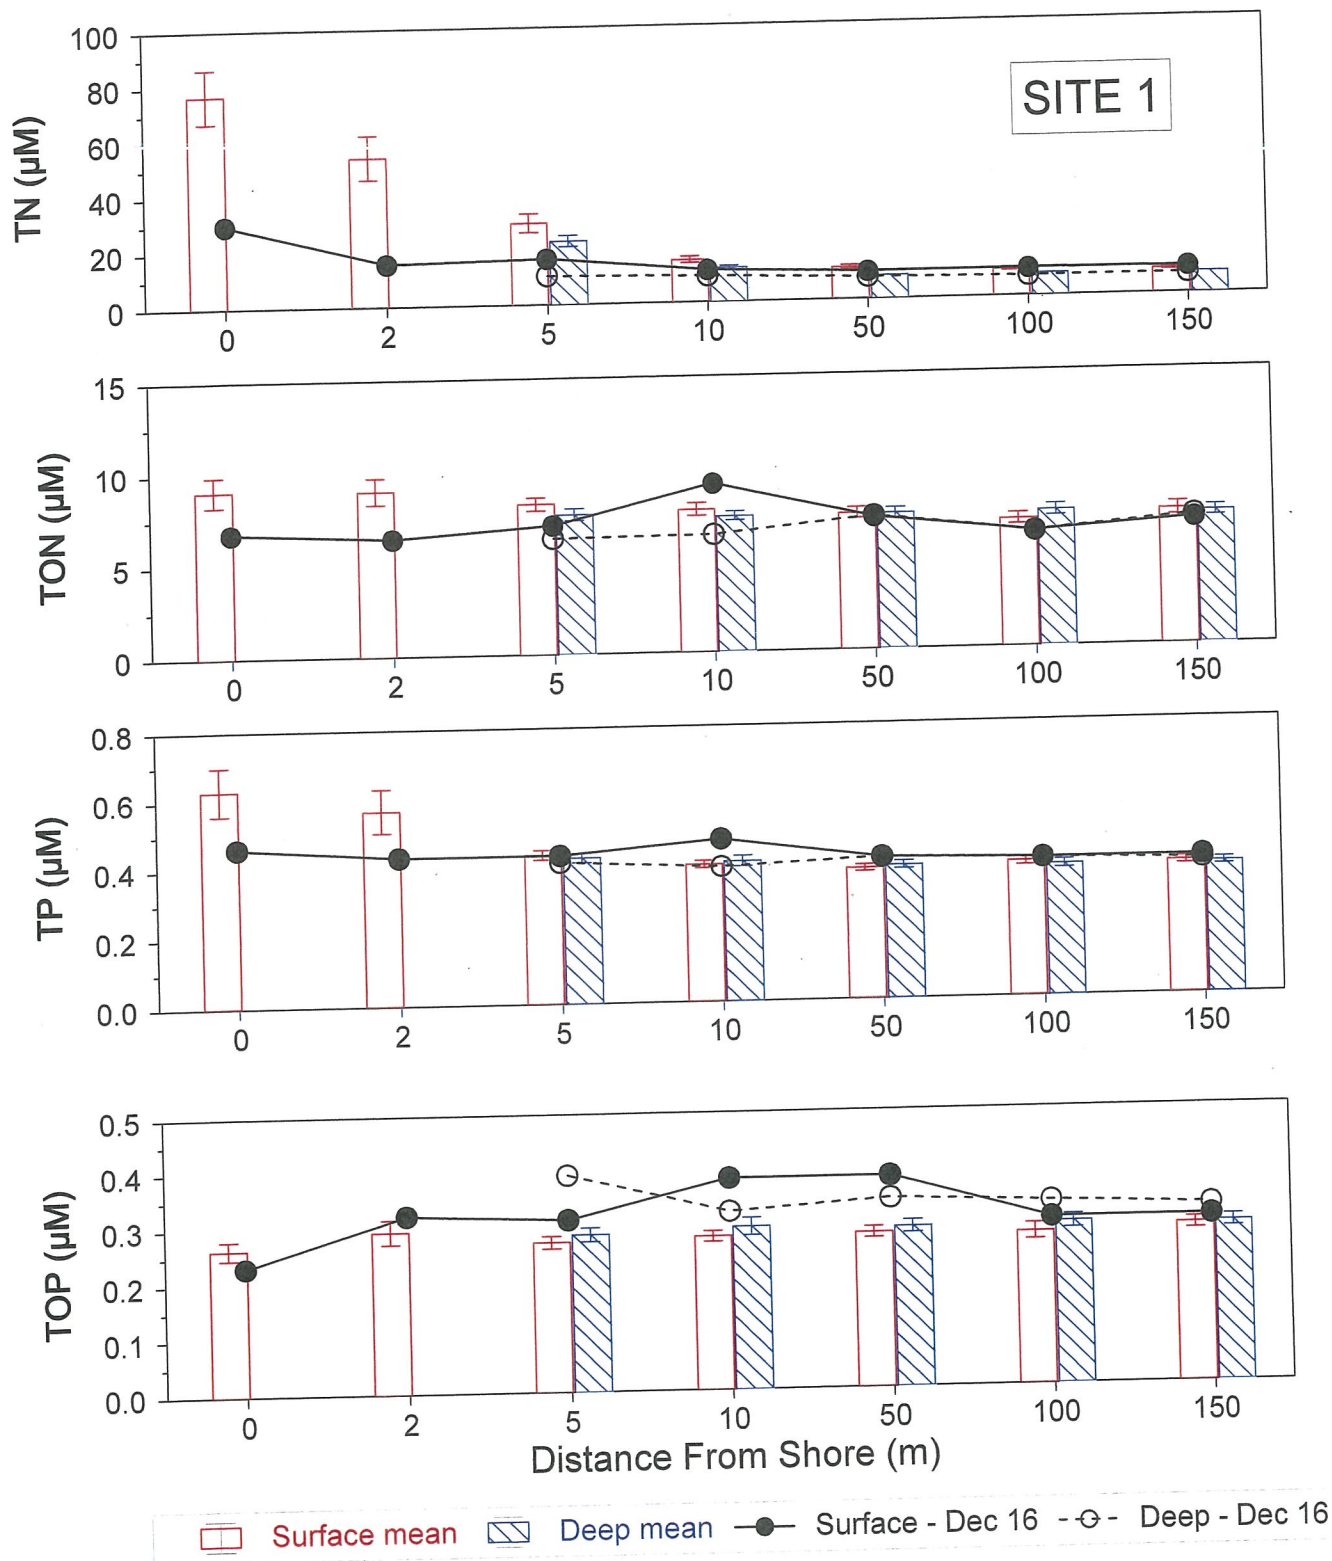 SITE 1
TN (µM)
100
80
60
40
20
0
0 2 5 10 50 100 150
TON (µM)
15
10
5
0
0 2 5 10 50 100 150
TP (µM)
0.8
0.6
0.4
0.2
0.0
0 2 5 10 50 100 150
TOP (µM)
0.5
0.4
0.3
0.2
0.1
0.0
0 2 5 10 50 100 150
Distance From Shore (m)
Surface mean Deep mean Surface - Dec 16 Deep - Dec 16